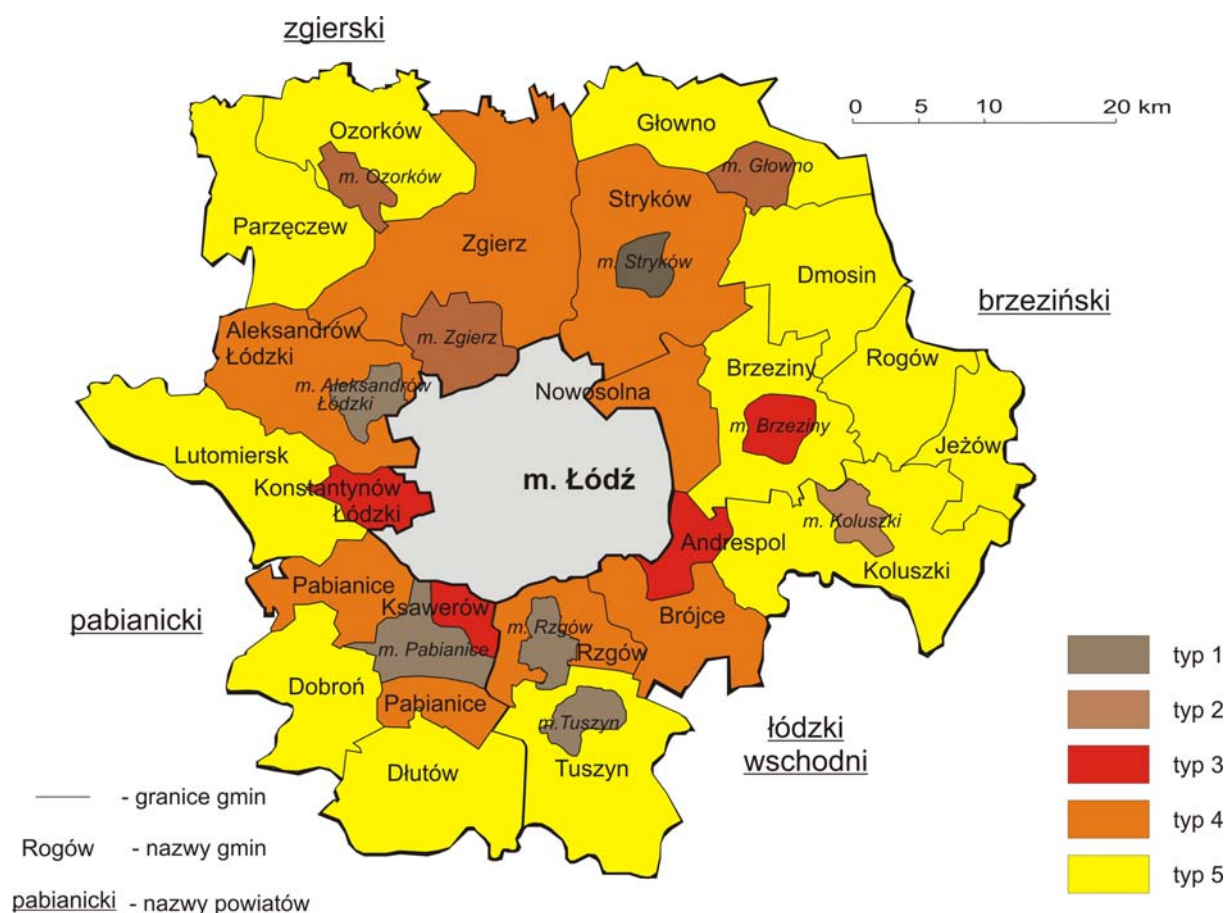 zgierski
0 5 10 20 km
Ozorków
Głowno
m. Ozorków
m. Głowno
Stryków
Parzęczew
Zgierz
m. Stryków
Dmosin
brzeziński
Aleksandrów
Łódzki
m. Zgierz
Rogów
Brzeziny
m. Aleksandrów
Łódzki
Nowosolna
m. Brzeziny
Jeżów
Lutomiersk
m. Łódź
Konstantynów
Łódzki
m. Koluszki
Andrespol
Koluszki
Pabianice
Ksawerów
Brójce
pabianicki
m. Rzgów
m. Pabianice
Rzgów
typ 1
Dobroń
Pabianice
typ 2
m.Tuszyn
łódzki
wschodni
Dłutów
Tuszyn
typ 3
- granice gmin
typ 4
Rogów - nazwy gmin
typ 5
pabianicki - nazwy powiatów